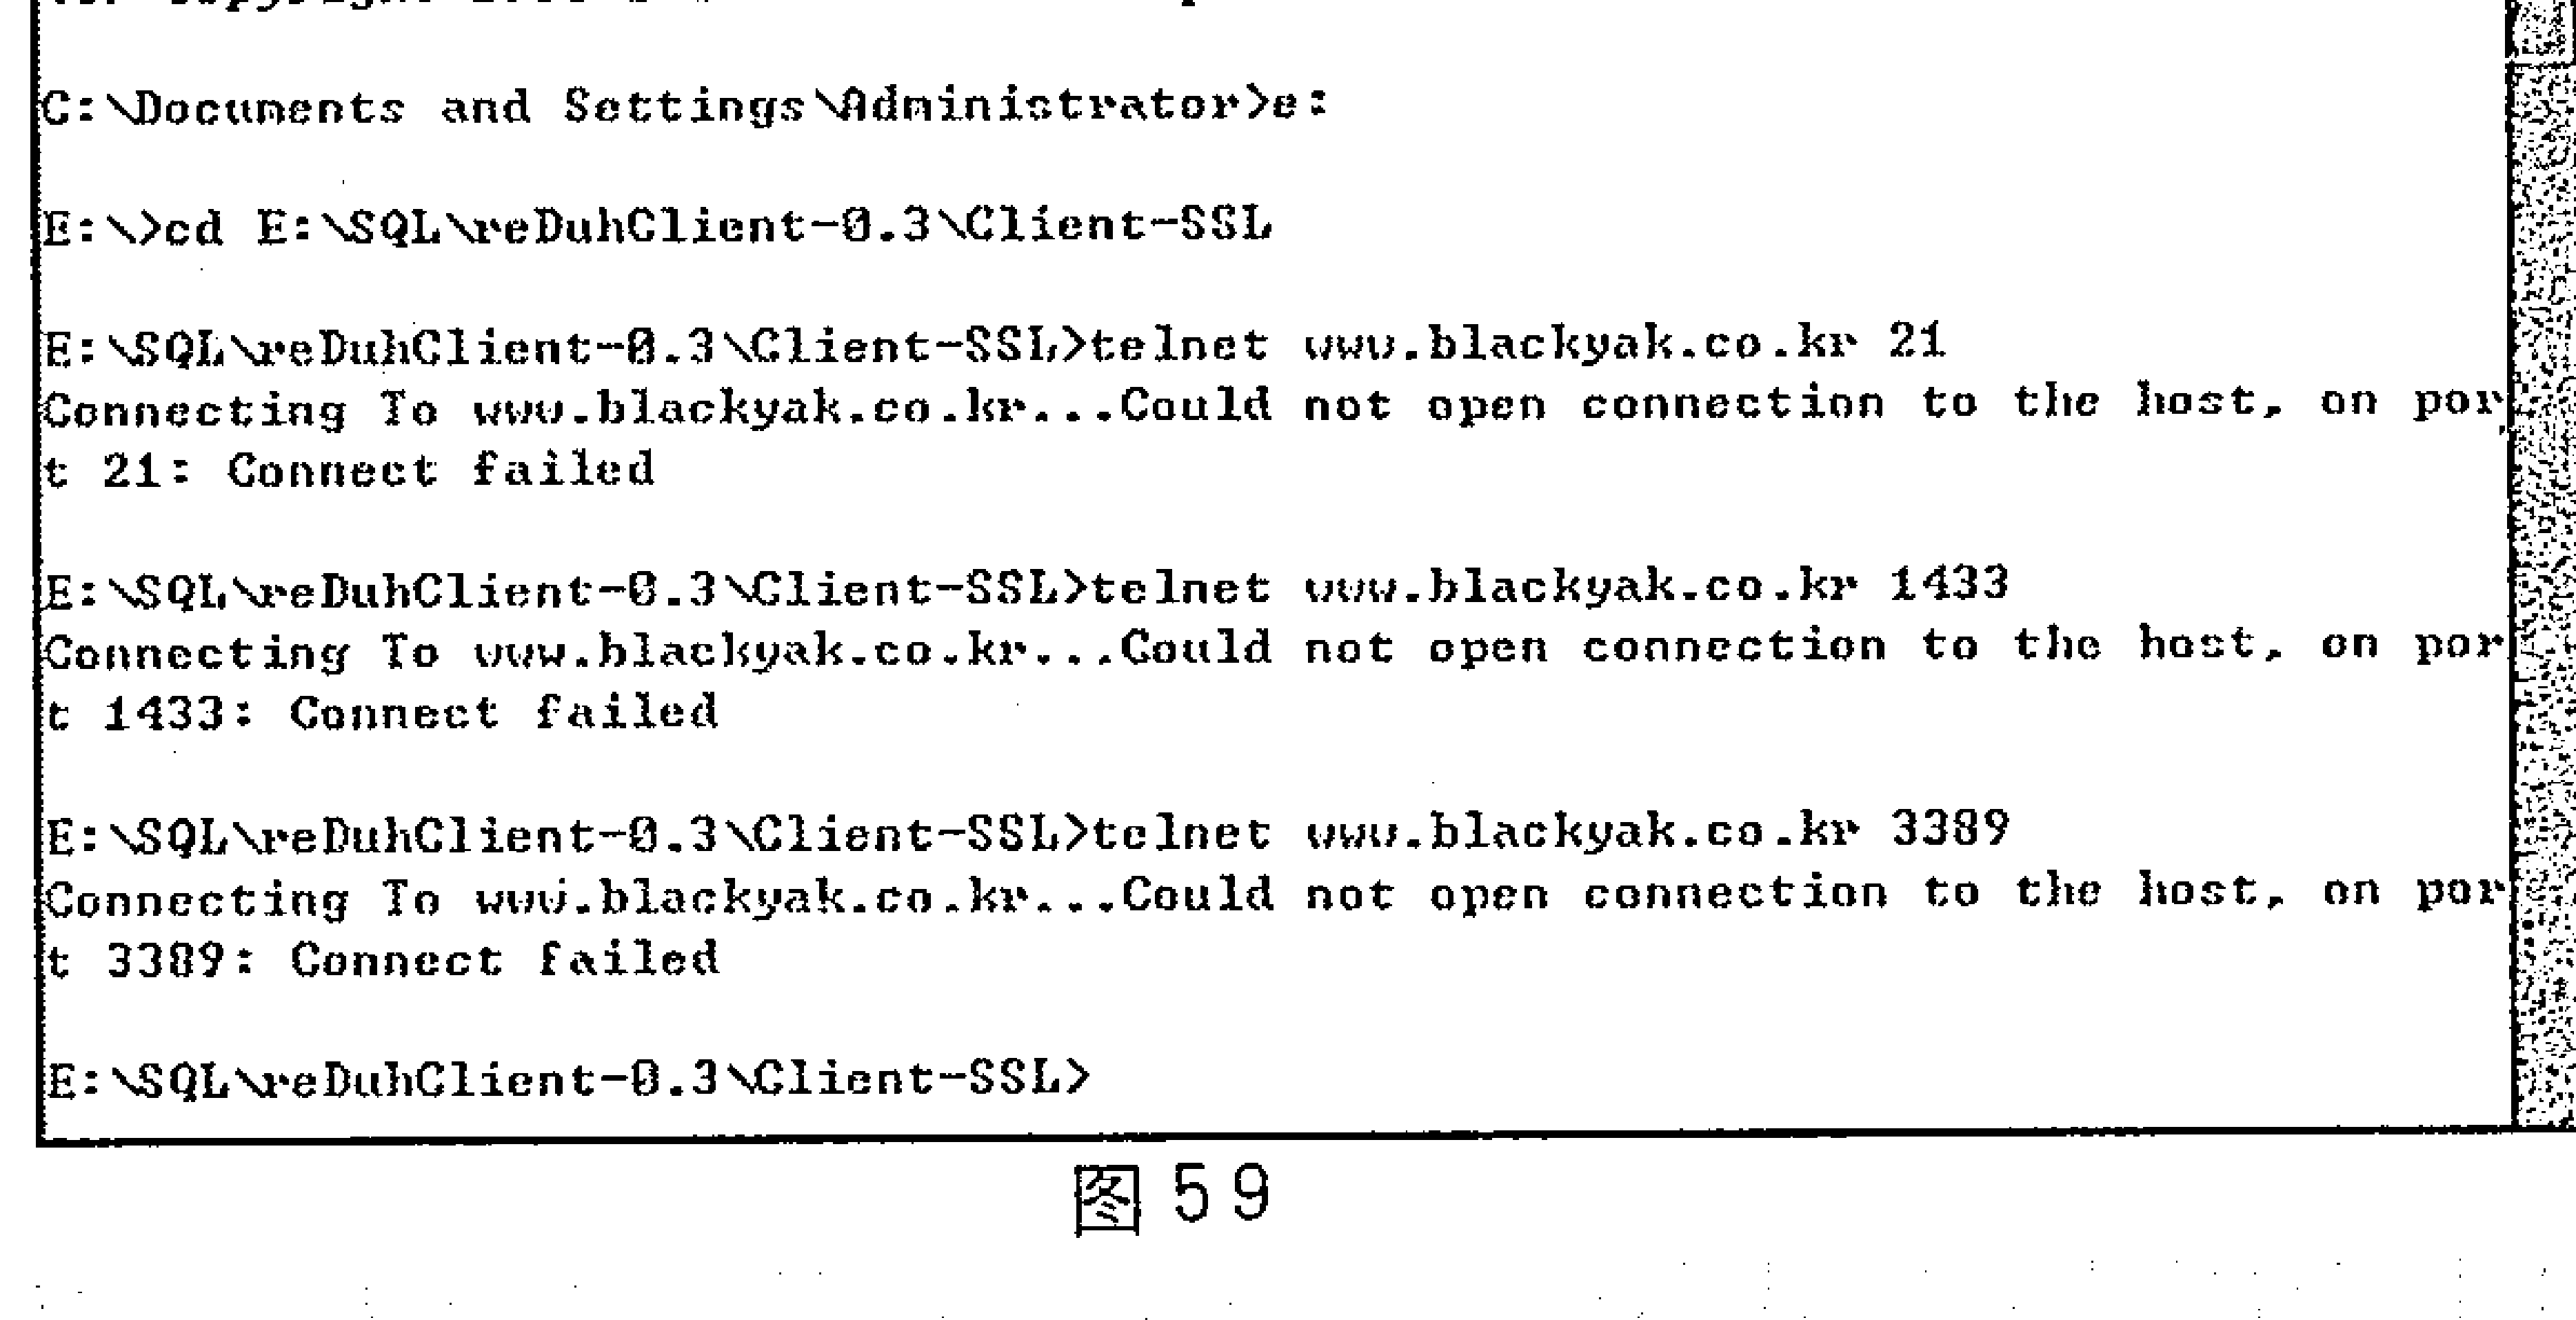 C:\Documents and Settings\Administrator>e:
E:\>cd E:\SQL\reDuhClient-0.3\Client-SSL
E:\SQL\reDuhClient-0.3\Client-SSL>telnet www.blackyak.co.kr 21
Connecting To www.blackyak.co.kr...Could not open connection to the host, on por
t 21: Connect failed
E:\SQL\reDuhClient-0.3\Client-SSL>telnet www.blackyak.co.kr 1433
Connecting To www.blackyak.co.kr...Could not open connection to the host, on por
t 1433: Connect failed
E:\SQL\reDuhClient-0.3\Client-SSL>telnet www.blackyak.co.kr 3389
Connecting To www.blackyak.co.kr...Could not open connection to the host, on por
t 3389: Connect failed
E:\SQL\reDuhClient-0.3\Client-SSL>
图 59